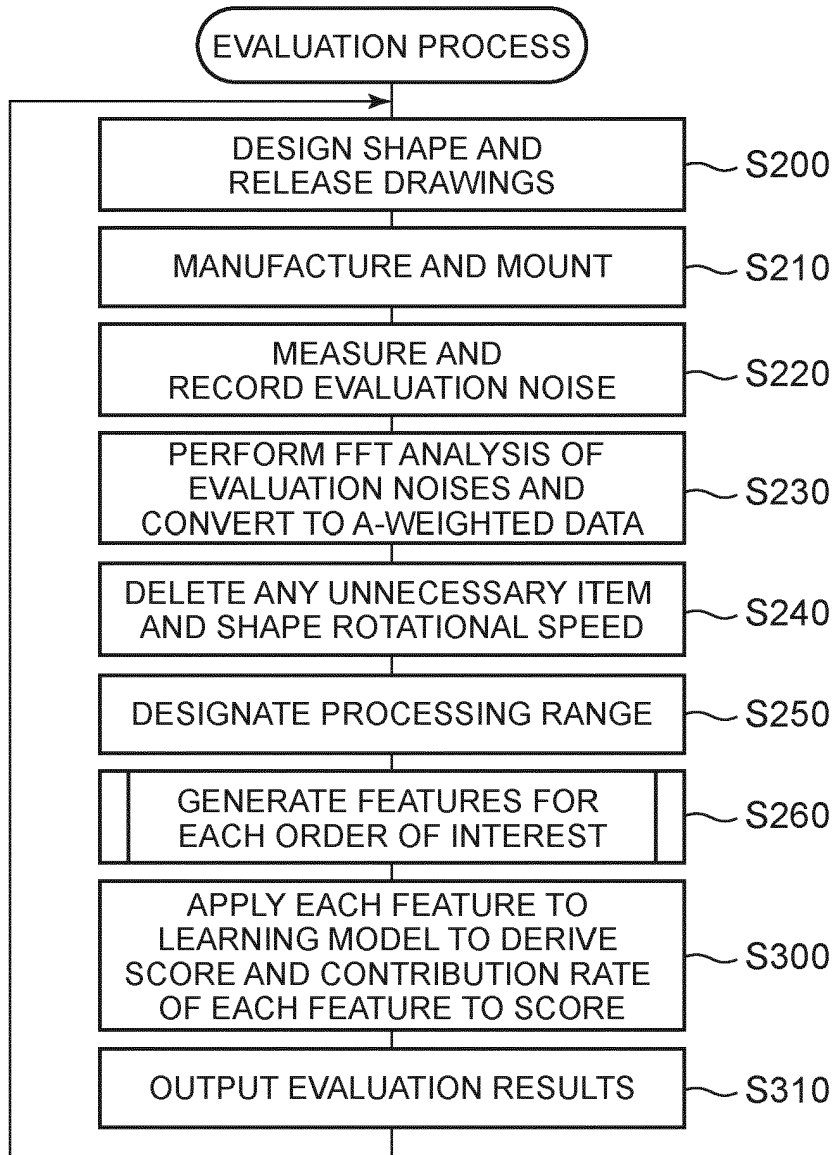 EVALUATION PROCESS
DESIGN SHAPE AND
RELEASE DRAWINGS
S200
MANUFACTURE AND MOUNT
S210
MEASURE AND
RECORD EVALUATION NOISE
S220
PERFORM FFT ANALYSIS OF
EVALUATION NOISES AND
CONVERT TO A-WEIGHTED DATA
S230
DELETE ANY UNNECESSARY ITEM
AND SHAPE ROTATIONAL SPEED
S240
DESIGNATE PROCESSING RANGE
S250
GENERATE FEATURES FOR
EACH ORDER OF INTEREST
S260
APPLY EACH FEATURE TO
LEARNING MODEL TO DERIVE
SCORE AND CONTRIBUTION RATE
OF EACH FEATURE TO SCORE
S300
OUTPUT EVALUATION RESULTS
S310